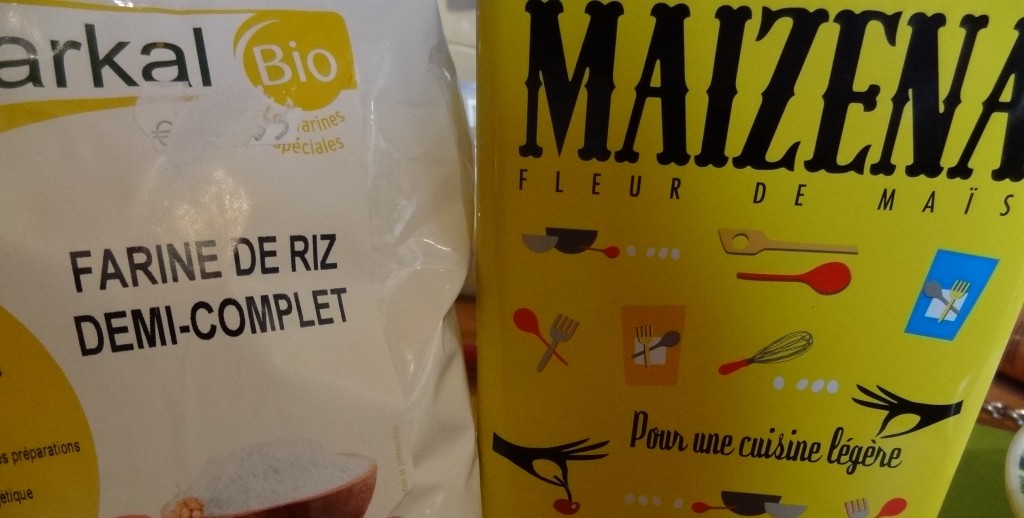 arkal
Bio
arines
péciales
FARINE DE RIZ
DEMI-COMPLET
es préparations
étique
MAIZENA
FLEUR DE MAÏS
Pour une cuisine légère